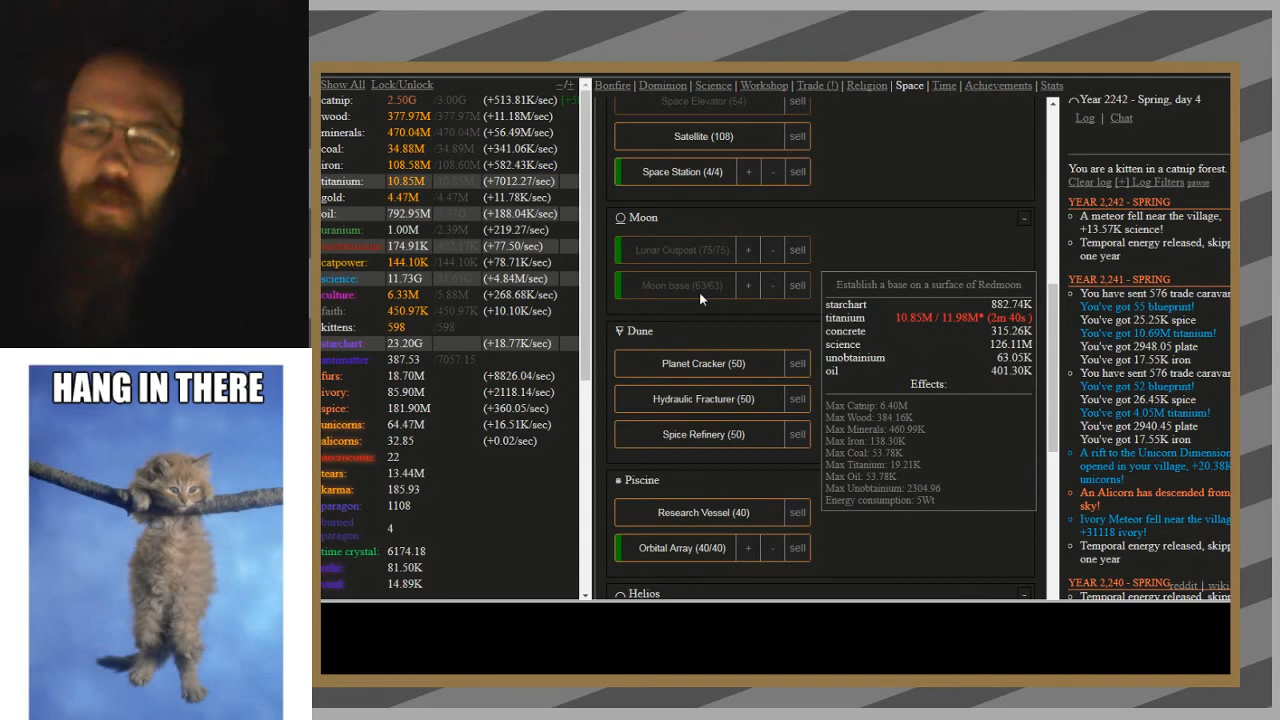 HANG IN THERE
Show All Lock/Unlock -/+
catnip: 2.50G /3.00G (+513.81K/sec)
wood: 377.97M /377.97M (+11.18M/sec)
minerals: 470.04M /470.04M (+56.49M/sec)
coal: 34.88M /34.89M (+341.06K/sec)
iron: 108.58M /108.60M (+582.43K/sec)
titanium: 10.85M /10.85M (+7012.27/sec)
gold: 4.47M /4.47M (+11.78K/sec)
oil: 792.95M (+188.04K/sec)
uranium: 1.00M /2.39M (+219.27/sec)
unobtainium: 174.91K /402.17K (+77.50/sec)
catpower: 144.10K /144.10K (+78.71K/sec)
science: 11.73G (+4.84M/sec)
culture: 6.33M /5.88M (+268.68K/sec)
faith: 450.97K /450.97K (+10.10K/sec)
kittens: 598 /598
starchart: 23.20G (+18.77K/sec)
antimatter 387.53 /7057.15
furs: 18.70M (+8826.04/sec)
ivory: 85.90M (+2118.14/sec)
spice: 181.90M (+360.05/sec)
unicorns: 64.47M (+16.51K/sec)
alicorns: 32.85 (+0.02/sec)
necrocorns: 22
tears: 13.44M
karma: 185.93
paragon: 1108
burned
paragon: 4
time crystal: 6174.18
relic: 81.50K
void: 14.89K
Bonfire | Dominion | Science | Workshop | Trade (!) | Religion | Space | Time | Achievements | Stats
Space Elevator (54) sell
Satellite (108) sell
Space Station (4/4) + - sell
Moon -
Lunar Outpost (75/75) + - sell
Moon base (63/63) + - sell
Dune
Planet Cracker (50) sell
Hydraulic Fracturer (50) sell
Spice Refinery (50) sell
Piscine
Research Vessel (40) sell
Orbital Array (40/40) + - sell
Helios -
Establish a base on a surface of Redmoon
starchart 882.74K
titanium 10.85M / 11.98M* (2m 40s )
concrete 315.26K
science 126.11M
unobtainium 63.05K
oil 401.30K
Effects:
Max Catnip: 6.40M
Max Wood: 384.16K
Max Minerals: 460.99K
Max Iron: 138.30K
Max Coal: 53.78K
Max Titanium: 19.21K
Max Oil: 53.78K
Max Unobtainium: 2304.96
Energy consumption: 5Wt
Year 2242 - Spring, day 4
Log | Chat
You are a kitten in a catnip forest.
Clear log [+] Log Filters pause
YEAR 2,242 - SPRING
A meteor fell near the village,
+13.57K science!
Temporal energy released, skipp
one year
YEAR 2,241 - SPRING
You have sent 576 trade caravan
You've got 55 blueprint!
You've got 25.25K spice
You've got 10.69M titanium!
You've got 2948.05 plate
You've got 17.55K iron
You have sent 576 trade caravan
You've got 52 blueprint!
You've got 26.45K spice
You've got 4.05M titanium!
You've got 2940.45 plate
You've got 17.55K iron
A rift to the Unicorn Dimension
opened in your village, +20.38K
unicorns!
An Alicorn has descended from
sky!
Ivory Meteor fell near the villag
+31118 ivory!
Temporal energy released, skipp
one year
YEAR 2,240 - SPRING
reddit | wiki
Temporal energy released, skipp